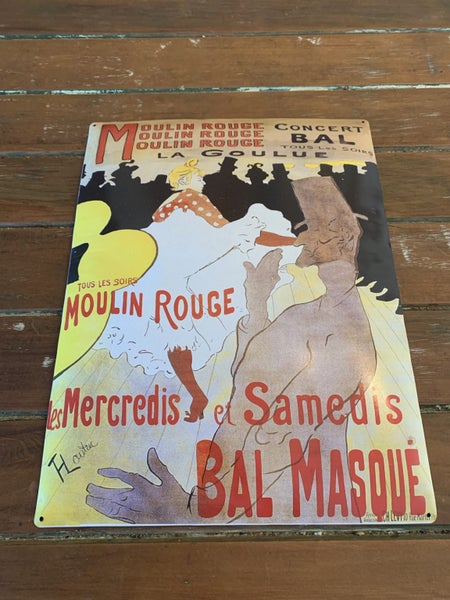 MOULIN ROUGE CONCERT
MOULIN ROUGE BAL
MOULIN ROUGE TOUS LES SOIRS
LA GOULUE
TOUS LES SOIRS
MOULIN ROUGE
les Mercredis et Samedis
BAL MASQUÉ